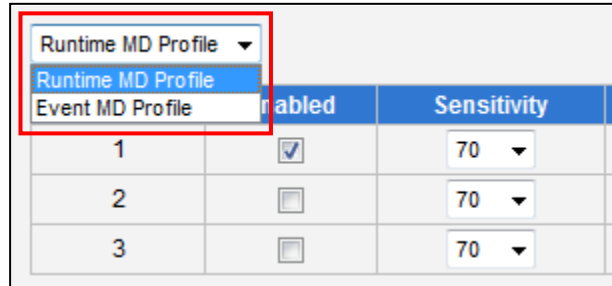 Runtime MD Profile
Runtime MD Profile
Event MD Profile
nabled Sensitivity
1 70
2 70
3 70